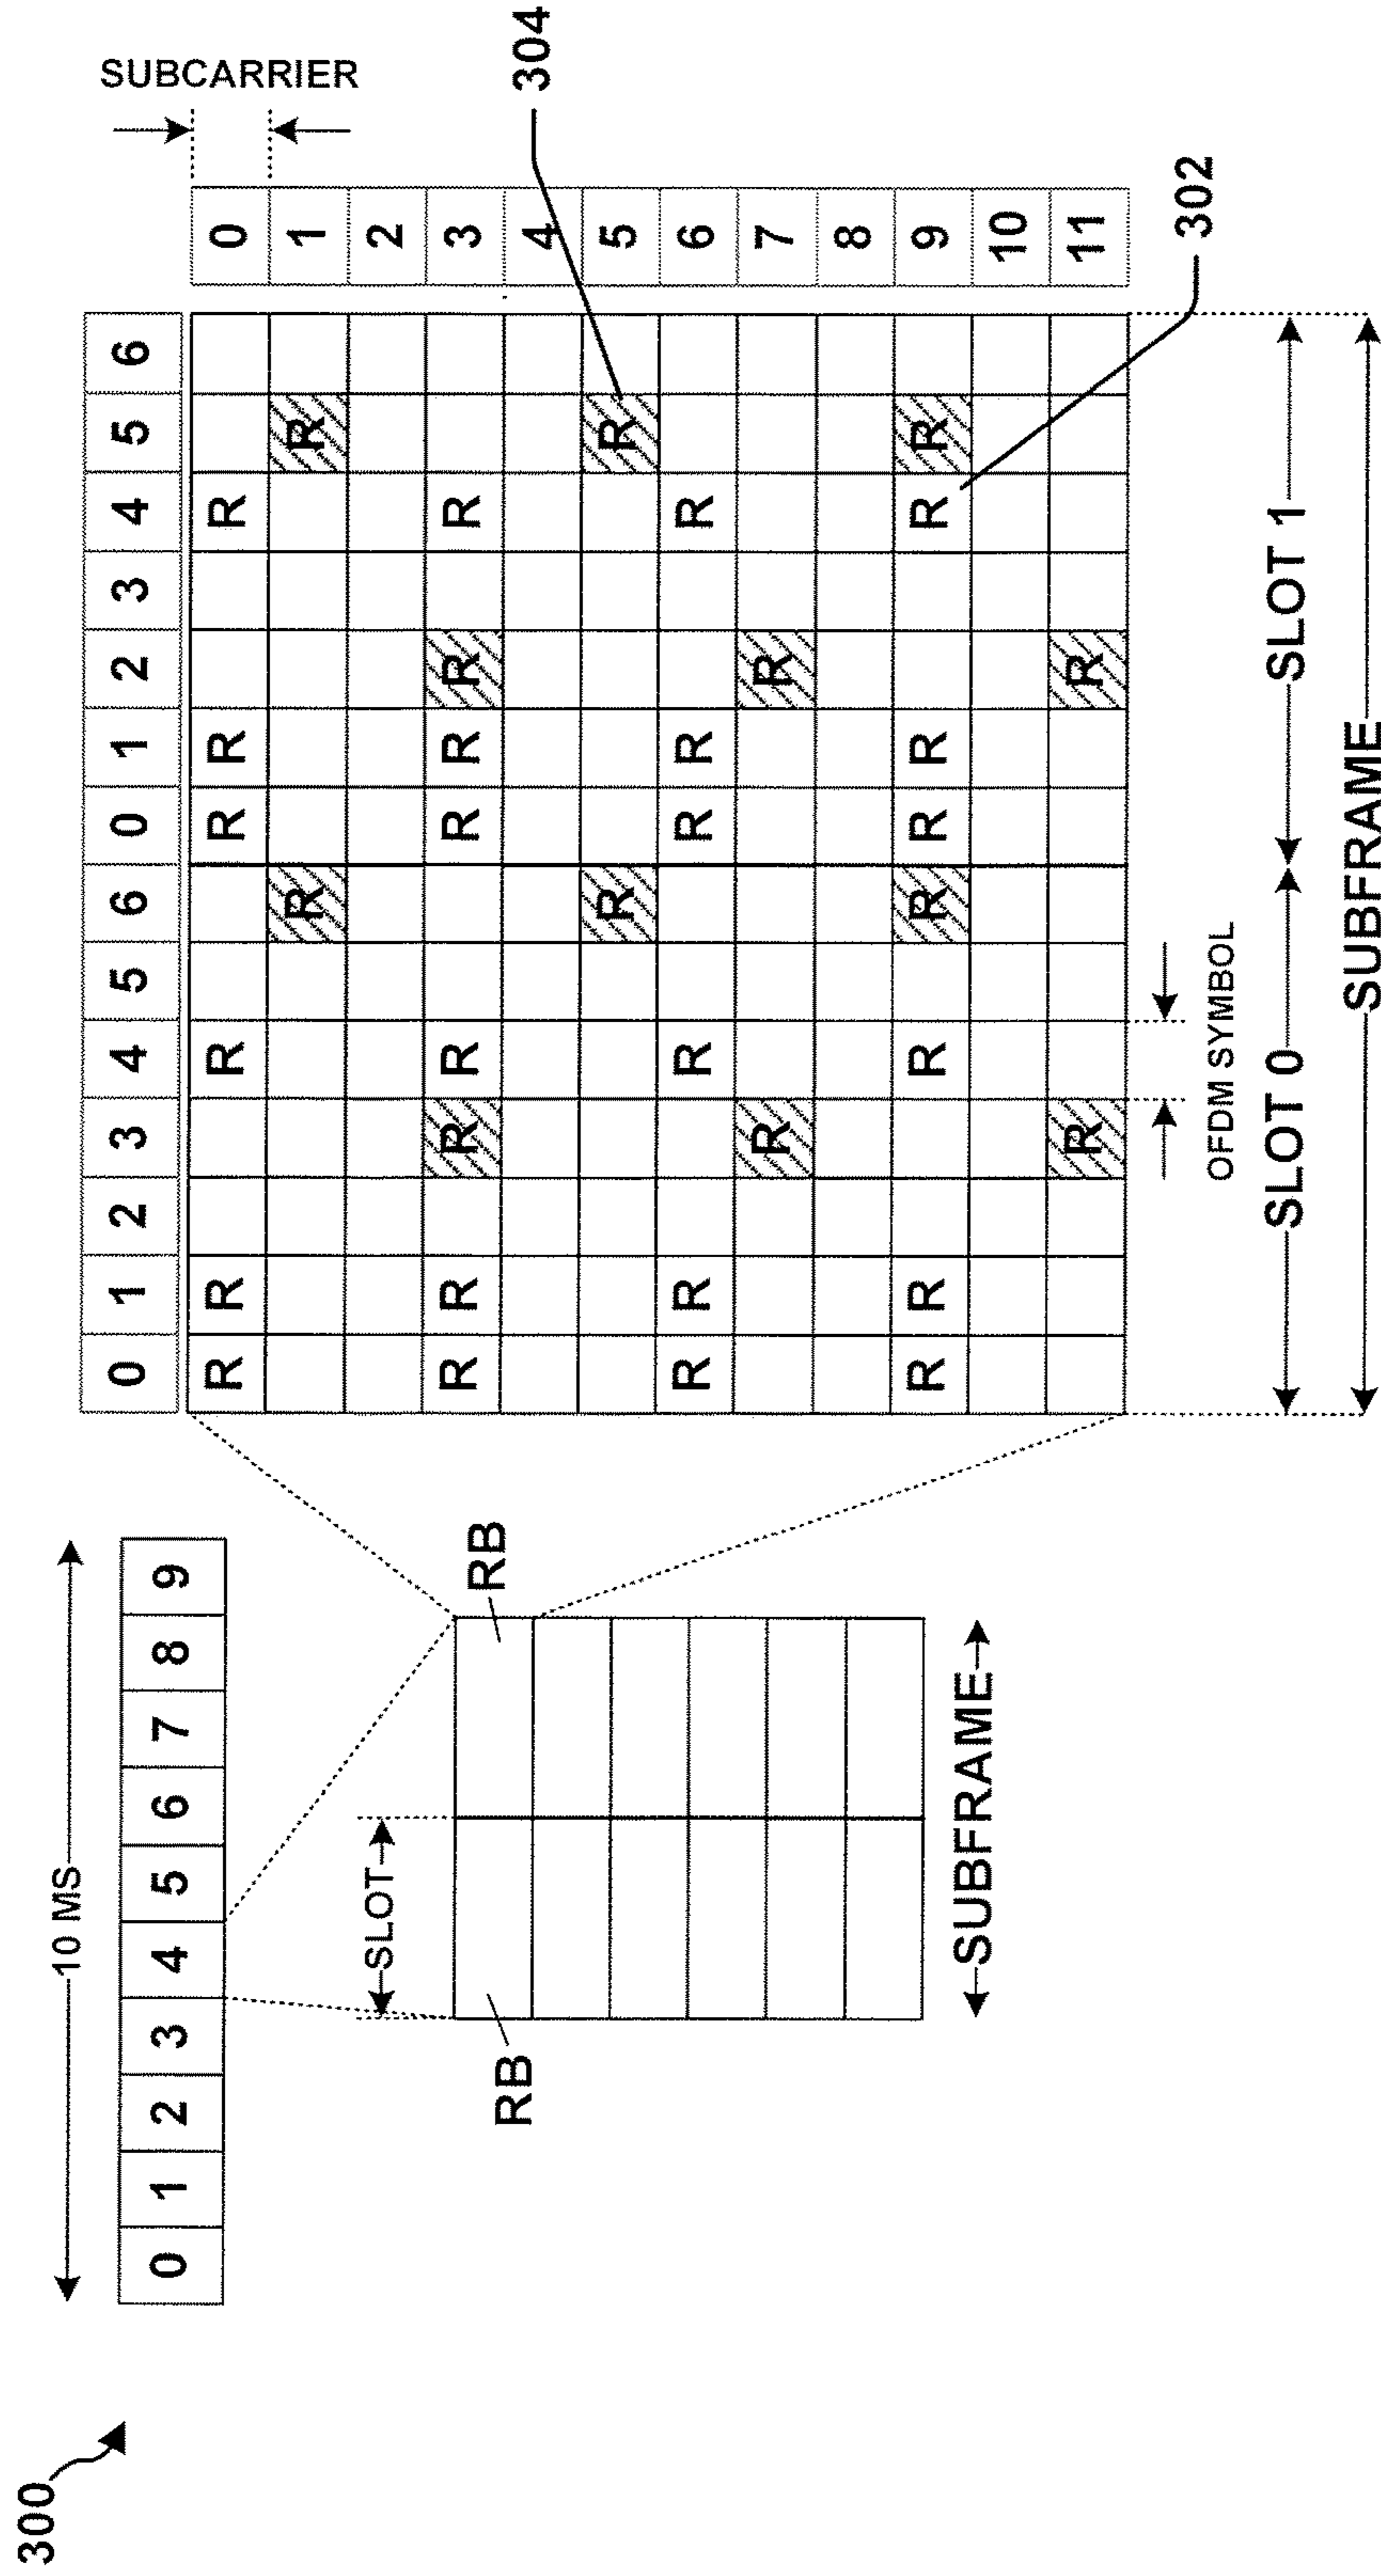 300
10 MS
0 1 2 3 4 5 6 7 8 9
SLOT
RB
RB
SUBFRAME
0 1 2 3 4 5 6 0 1 2 3 4 5 6
SUBCARRIER
R R R R R R 0
R R 1
2
R R R R R R R R 3
4
R R 5
R R R R R R 6
R R 7
8
R R R R R R R R 9
10
R R 11
304
302
OFDM SYMBOL
SLOT 0
SLOT 1
SUBFRAME